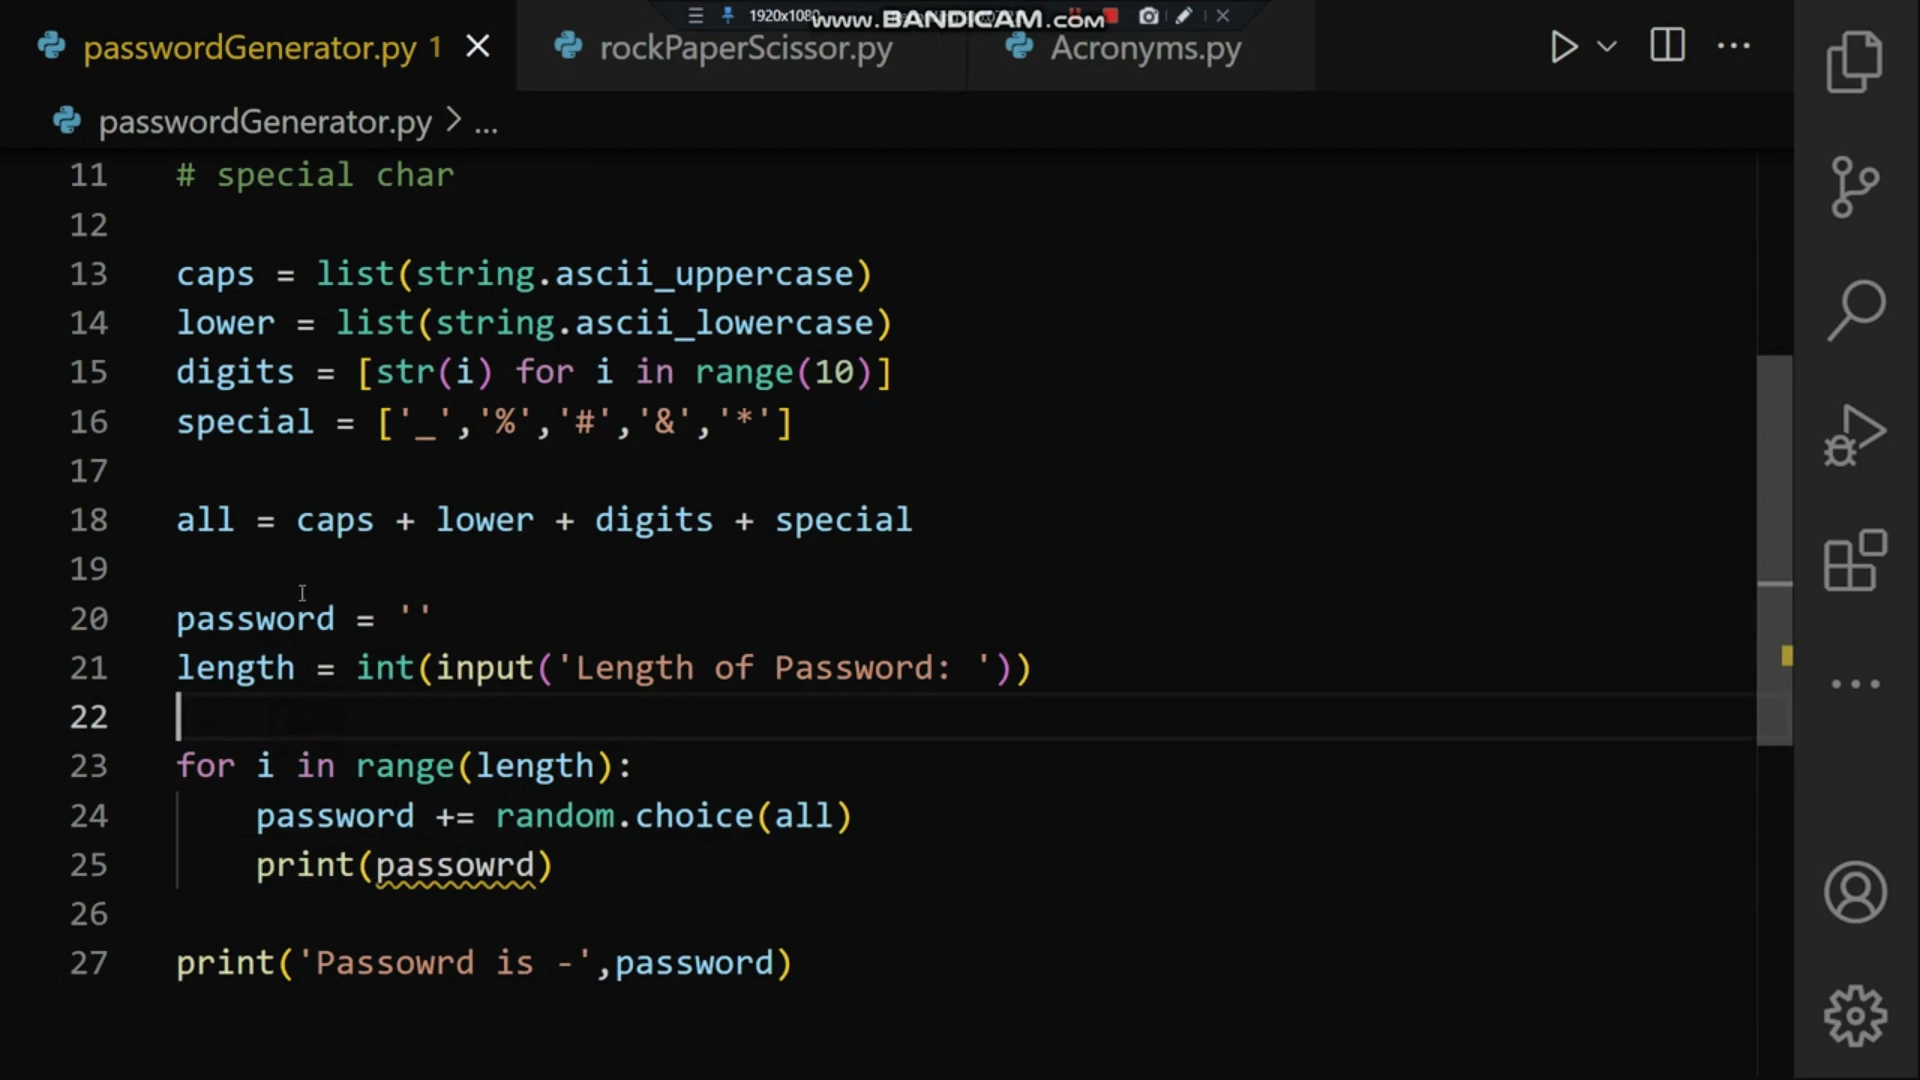 1920x1080
www.BANDICAM.com
passwordGenerator.py 1
rockPaperScissor.py
Acronyms.py
passwordGenerator.py > ...
11 # special char
12
13 caps = list(string.ascii_uppercase)
14 lower = list(string.ascii_lowercase)
15 digits = [str(i) for i in range(10)]
16 special = ['_','%','#','&','*']
17
18 all = caps + lower + digits + special
19
20 password = ''
21 length = int(input('Length of Password: '))
22
23 for i in range(length):
24     password += random.choice(all)
25     print(passowrd)
26
27 print('Passowrd is -',password)